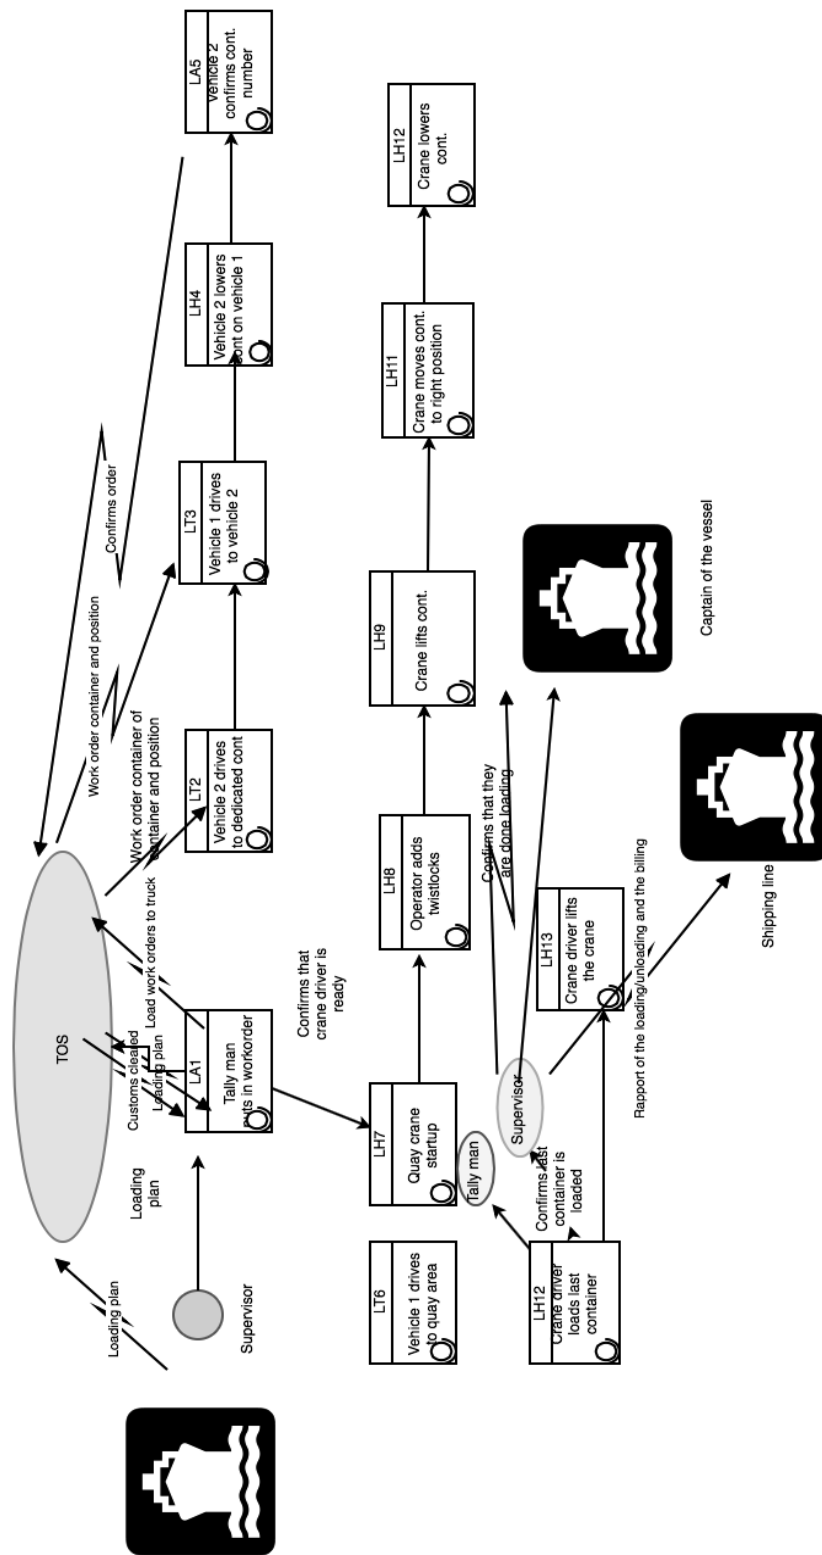 Loading plan
Supervisor
TOS
Loading
plan
Customs cleared
Loading plan
Load work orders to truck
Work order container of
container and position
Work order container and position
Confirms order
LA1
Tally man
puts in workorder
LT2
Vehicle 2 drives
to dedicated cont
LT3
Vehicle 1 drives
to vehicle 2
LH4
Vehicle 2 lowers
cont on vehicle 1
LA5
Vehicle 2
confirms cont.
number
Confirms that
crane driver is
ready
LT6
Vehicle 1 drives
to quay area
LH7
Quay crane
startup
LH8
Operator adds
twistlocks
LH9
Crane lifts cont.
LH11
Crane moves cont.
to right position
LH12
Crane lowers
cont.
Tally man
Supervisor
Confirms that they
are done loading
Captain of the vessel
LH12
Crane driver
loads last
container
Confirms last
container is
loaded
LH13
Crane driver lifts
the crane
Rapport of the loading/unloading and the billing
Shipping line